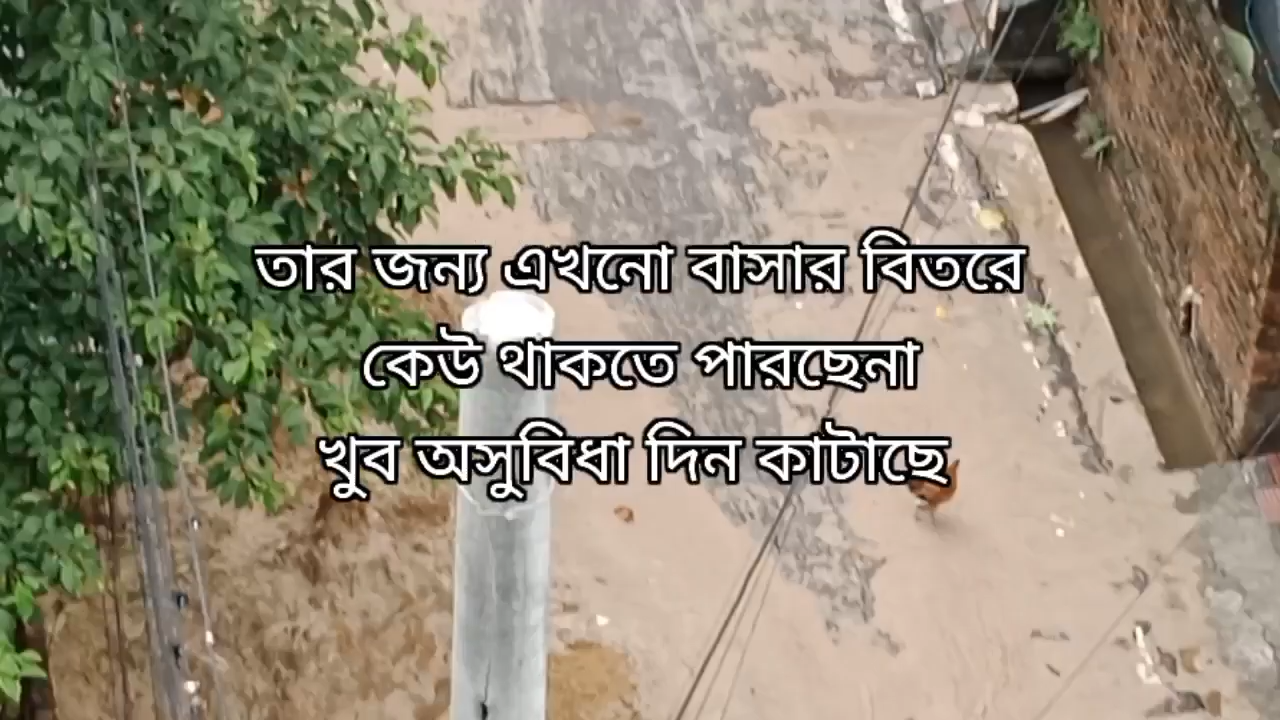 তার জন্য এখনো বাসার বিতরে
কেউ থাকতে পারছেনা
খুব অসুবিধা দিন কাটাছে